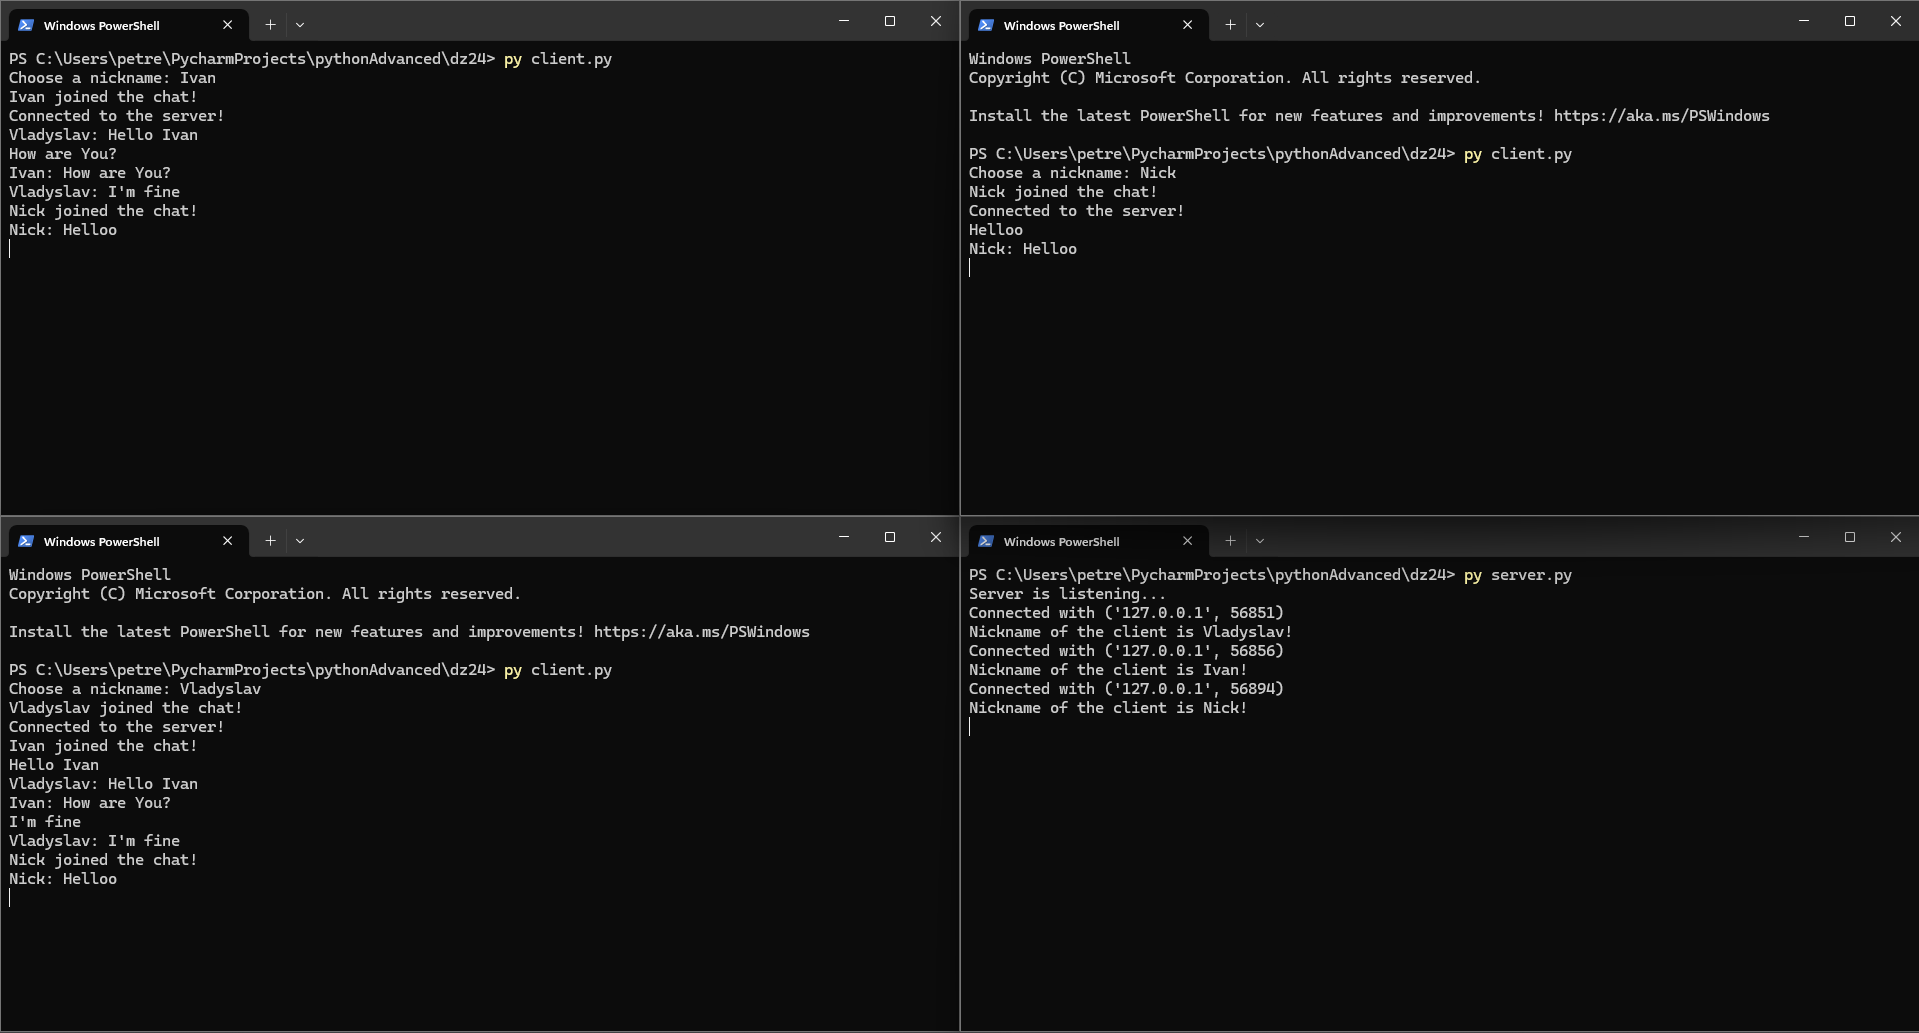 Windows PowerShell
PS C:\Users\petre\PycharmProjects\pythonAdvanced\dz24> py client.py
Choose a nickname: Ivan
Ivan joined the chat!
Connected to the server!
Vladyslav: Hello Ivan
How are You?
Ivan: How are You?
Vladyslav: I'm fine
Nick joined the chat!
Nick: Helloo
Windows PowerShell
Windows PowerShell
Copyright (C) Microsoft Corporation. All rights reserved.
Install the latest PowerShell for new features and improvements! https://aka.ms/PSWindows
PS C:\Users\petre\PycharmProjects\pythonAdvanced\dz24> py client.py
Choose a nickname: Nick
Nick joined the chat!
Connected to the server!
Helloo
Nick: Helloo
Windows PowerShell
Windows PowerShell
Copyright (C) Microsoft Corporation. All rights reserved.
Install the latest PowerShell for new features and improvements! https://aka.ms/PSWindows
PS C:\Users\petre\PycharmProjects\pythonAdvanced\dz24> py client.py
Choose a nickname: Vladyslav
Vladyslav joined the chat!
Connected to the server!
Ivan joined the chat!
Hello Ivan
Vladyslav: Hello Ivan
Ivan: How are You?
I'm fine
Vladyslav: I'm fine
Nick joined the chat!
Nick: Helloo
Windows PowerShell
PS C:\Users\petre\PycharmProjects\pythonAdvanced\dz24> py server.py
Server is listening...
Connected with ('127.0.0.1', 56851)
Nickname of the client is Vladyslav!
Connected with ('127.0.0.1', 56856)
Nickname of the client is Ivan!
Connected with ('127.0.0.1', 56894)
Nickname of the client is Nick!